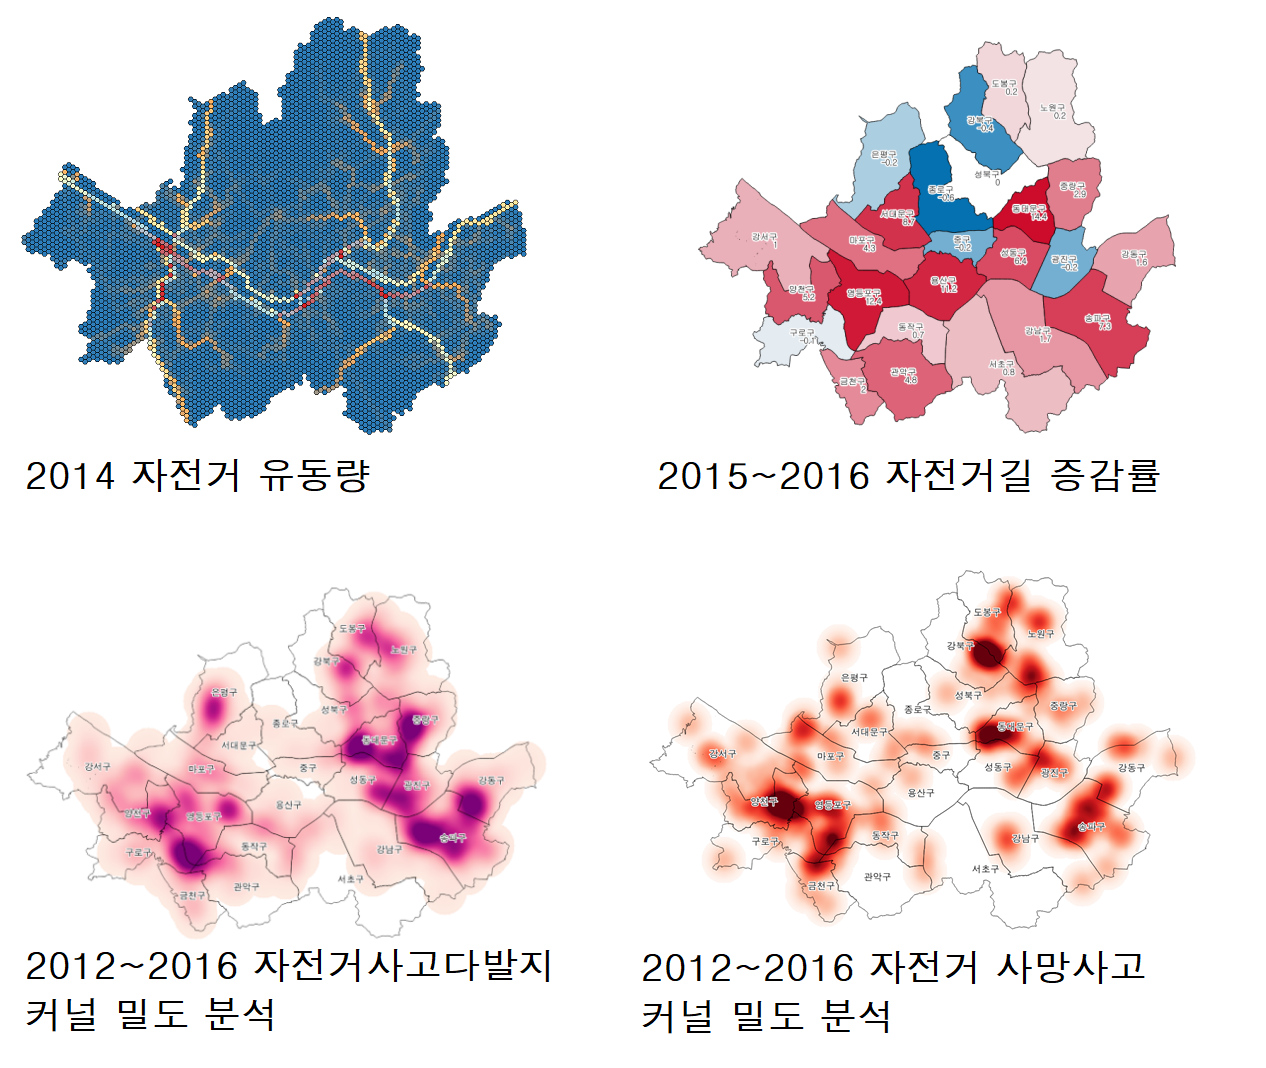 도봉구
0.2
노원구
0.2
강북구
-0.4
은평구
-0.2
성북구
0
종로구
-0.6
중랑구
2.9
동대문구
14.4
서대문구
8.7
강서구
1
마포구
4.3
중구
-0.2
성동구
6.4
광진구
-0.2
강동구
1.6
양천구
5.2
영등포구
12.4
용산구
11.2
구로구
-0.1
동작구
0.7
강남구
1.7
송파구
7.3
금천구
2
관악구
4.8
서초구
0.8
2014 자전거 유동량
2015~2016 자전거길 증감률
도봉구
노원구
강북구
은평구
성북구
종로구
중랑구
서대문구
동대문구
강서구
마포구
중구
성동구
광진구
강동구
양천구
영등포구
용산구
구로구
동작구
강남구
송파구
금천구
관악구
서초구
2012~2016 자전거사고다발지
커널 밀도 분석
도봉구
노원구
강북구
은평구
성북구
종로구
중랑구
서대문구
동대문구
강서구
마포구
중구
성동구
광진구
강동구
양천구
영등포구
용산구
구로구
동작구
강남구
송파구
금천구
관악구
서초구
2012~2016 자전거 사망사고
커널 밀도 분석